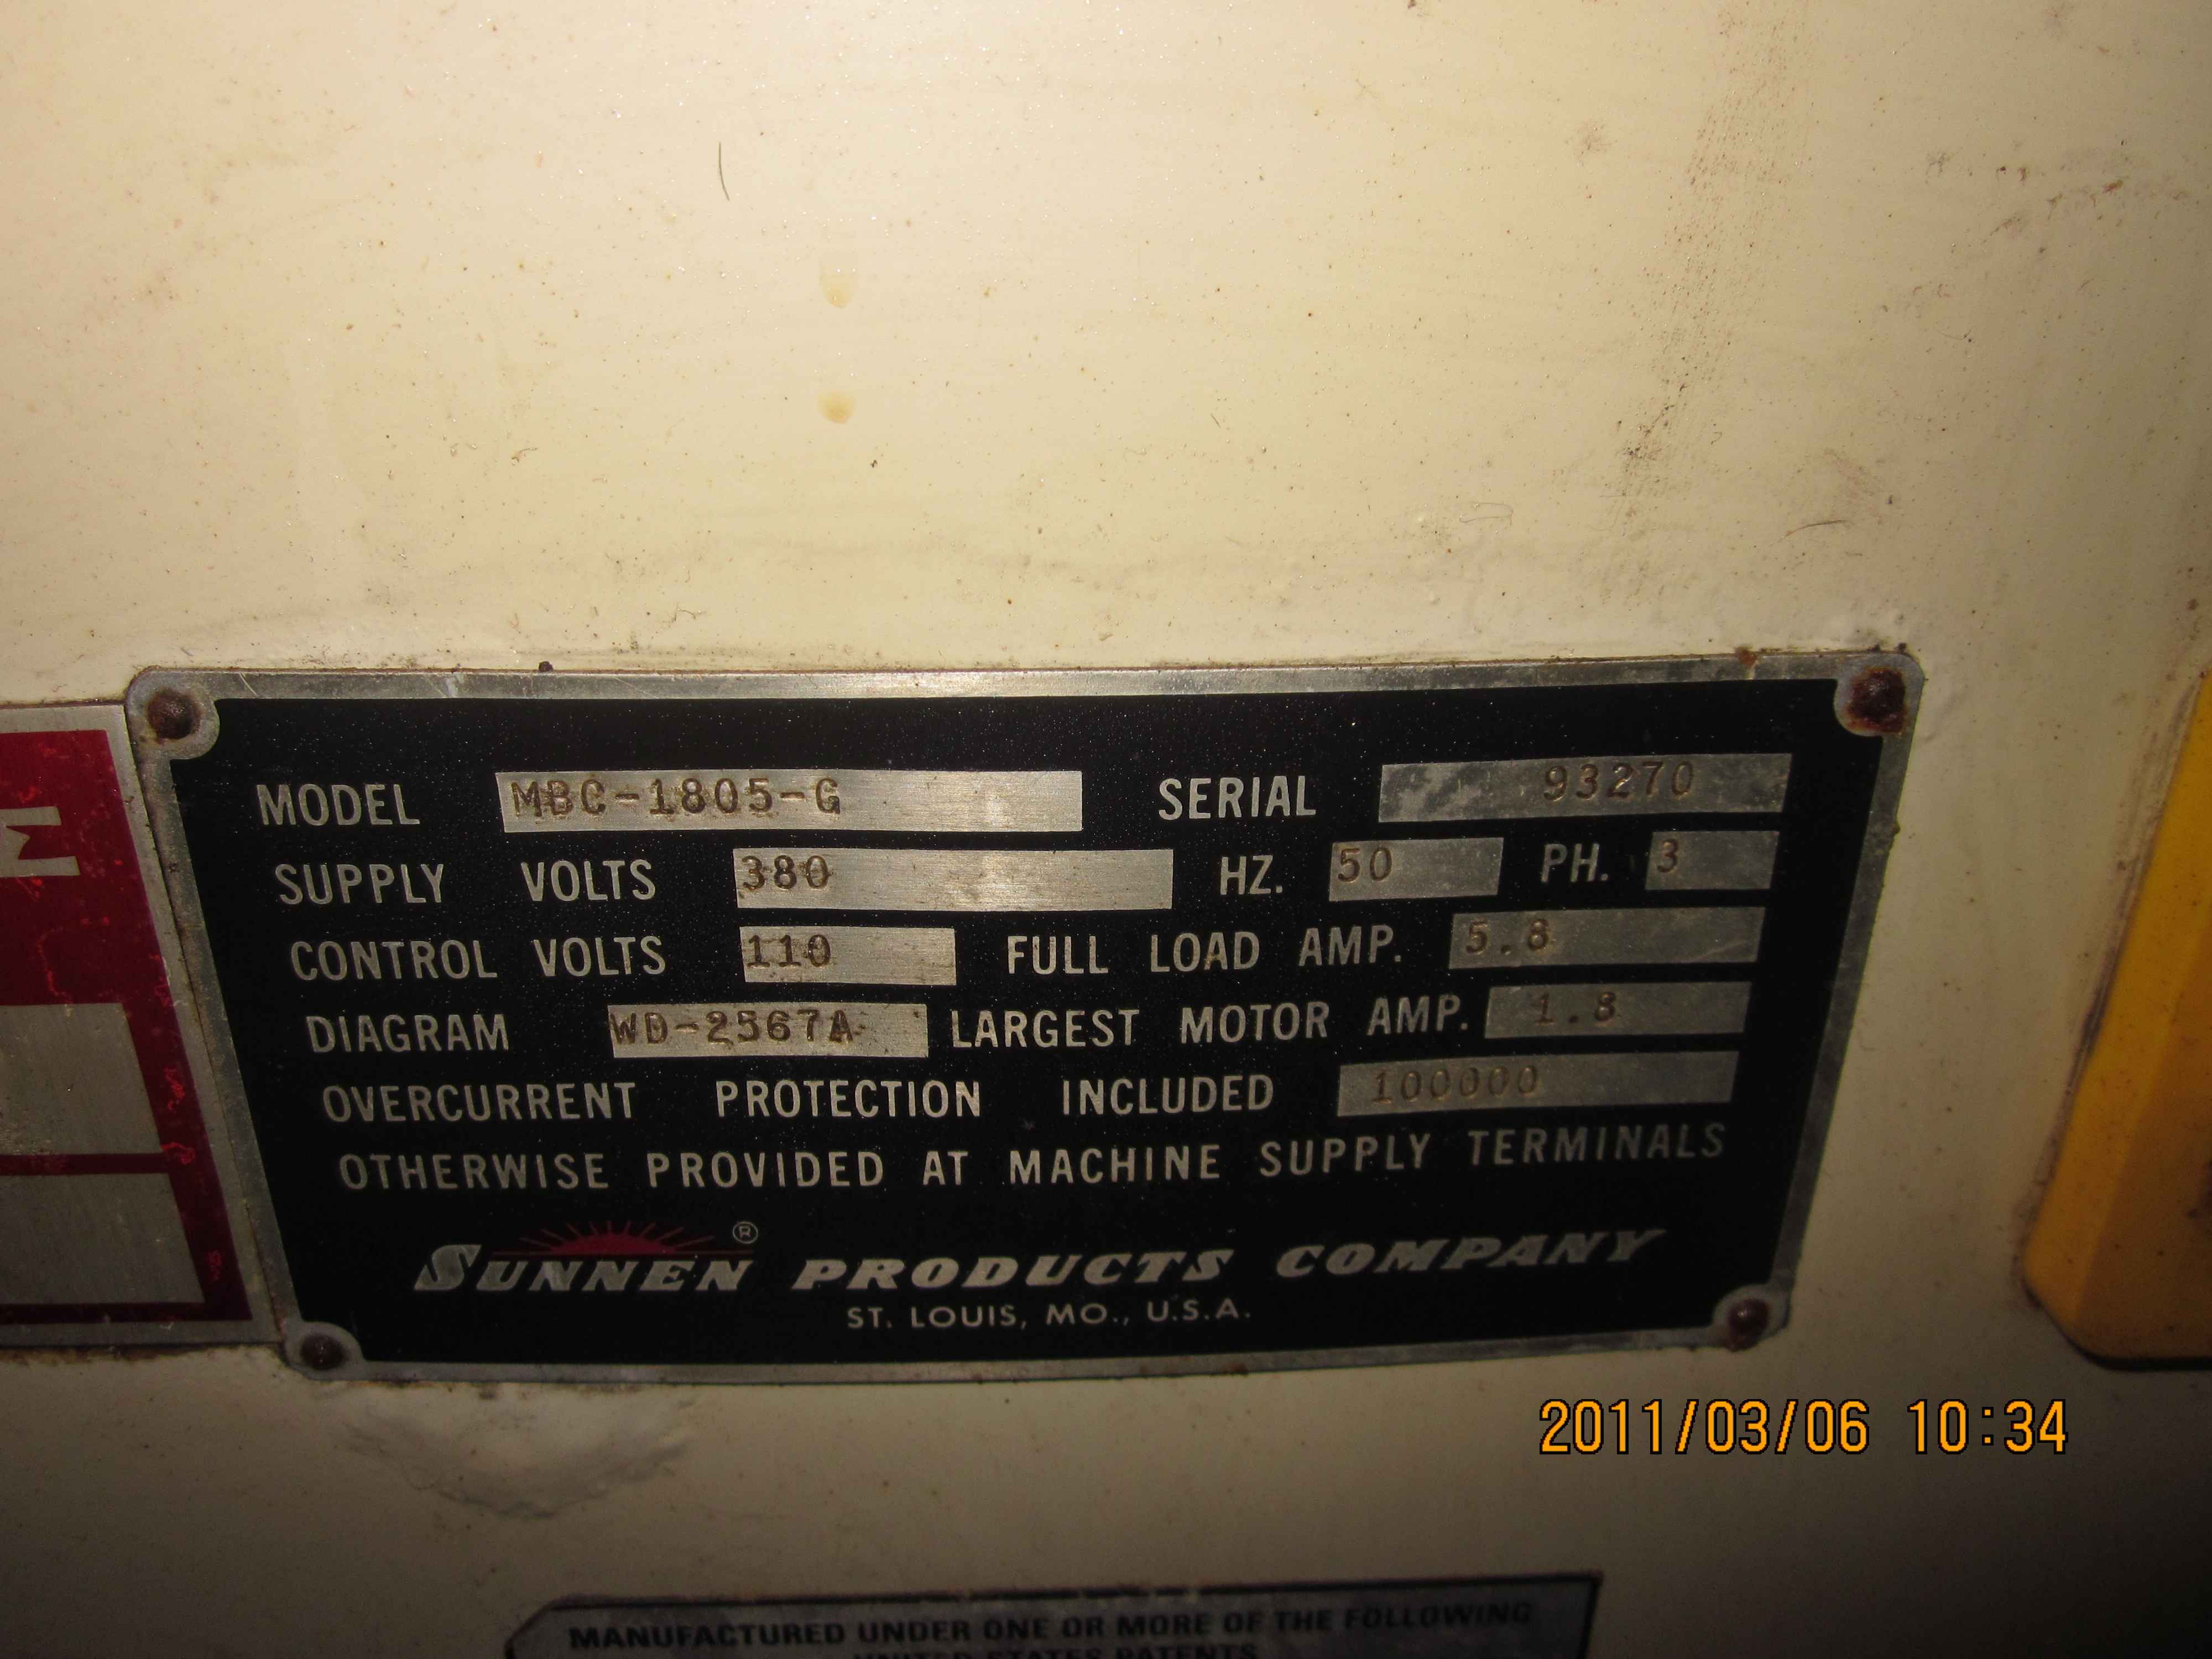 MODEL MBC-1805-G SERIAL 93270
SUPPLY VOLTS 380 HZ. 50 PH. 3
CONTROL VOLTS 110 FULL LOAD AMP. 5.8
DIAGRAM WD-2567A LARGEST MOTOR AMP. 1.8
OVERCURRENT PROTECTION INCLUDED 100000
OTHERWISE PROVIDED AT MACHINE SUPPLY TERMINALS
SUNNEN® PRODUCTS COMPANY
ST. LOUIS, MO., U.S.A.
2011/03/06 10:34
MANUFACTURED UNDER ONE OR MORE OF THE FOLLOWING
UNITED STATES PATENTS